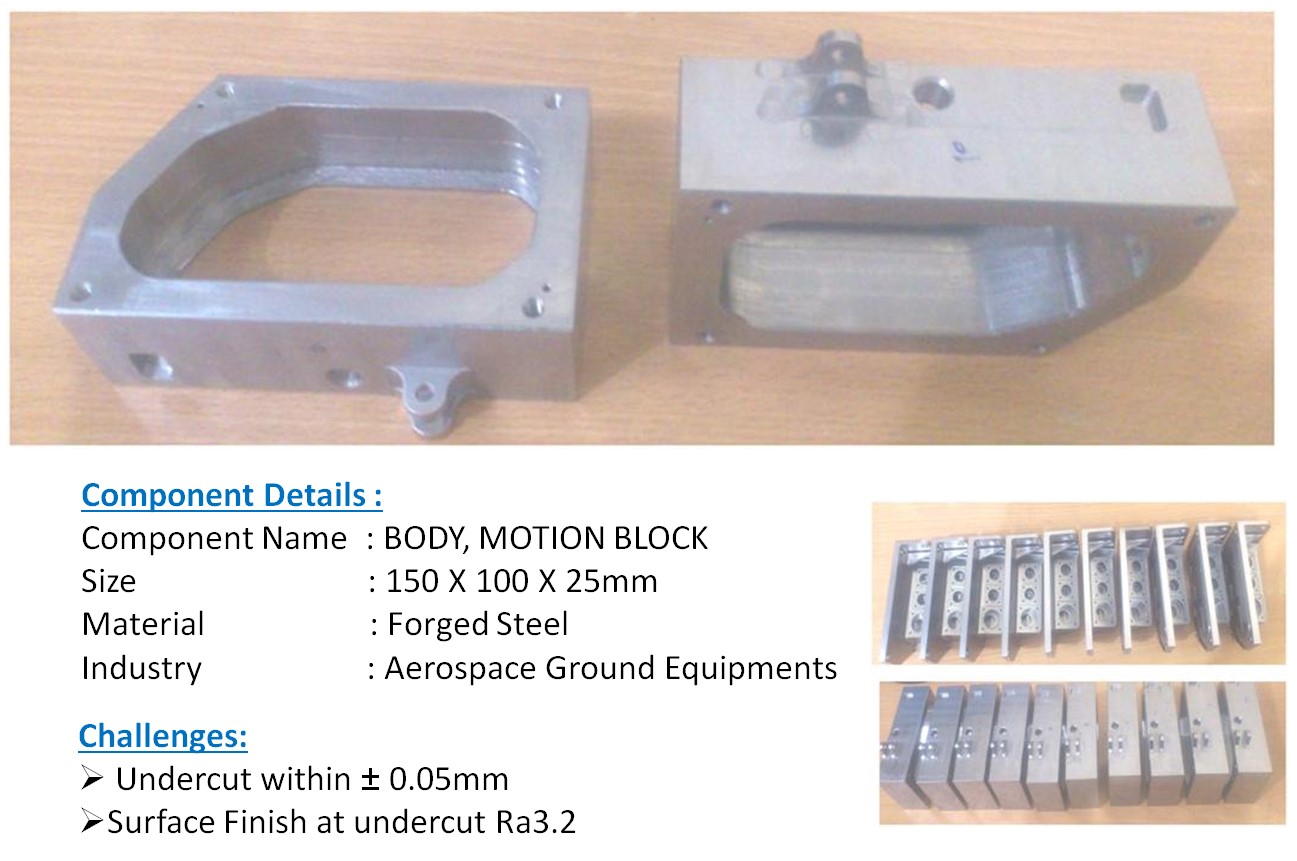 Component Details :
Component Name : BODY, MOTION BLOCK
Size : 150 X 100 X 25mm
Material : Forged Steel
Industry : Aerospace Ground Equipments
Challenges:
➢ Undercut within ± 0.05mm
➢Surface Finish at undercut Ra3.2